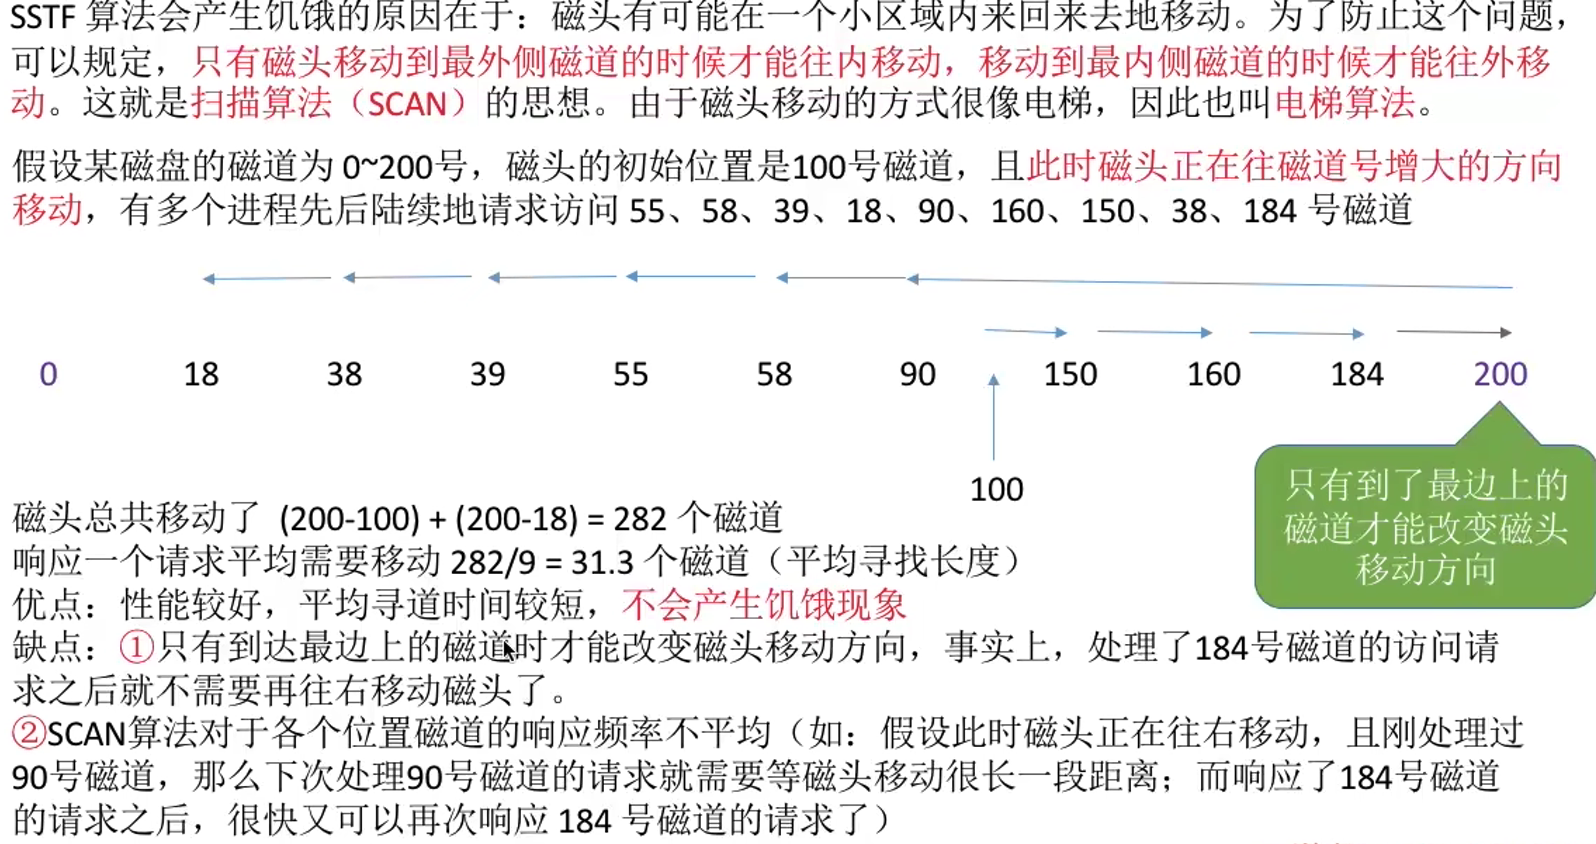 SSTF 算法会产生饥饿的原因在于：磁头有可能在一个小区域内来回来去地移动。为了防止这个问题，
可以规定，只有磁头移动到最外侧磁道的时候才能往内移动，移动到最内侧磁道的时候才能往外移
动。这就是扫描算法（SCAN）的思想。由于磁头移动的方式很像电梯，因此也叫电梯算法。
假设某磁盘的磁道为 0~200号，磁头的初始位置是100号磁道，且此时磁头正在往磁道号增大的方向
移动，有多个进程先后陆续地请求访问 55、58、39、18、90、160、150、38、184 号磁道
0 18 38 39 55 58 90 150 160 184 200
100
只有到了最边上的
磁道才能改变磁头
移动方向
磁头总共移动了 (200-100) + (200-18) = 282 个磁道
响应一个请求平均需要移动 282/9 = 31.3 个磁道（平均寻找长度）
优点：性能较好，平均寻道时间较短，不会产生饥饿现象
缺点：①只有到达最边上的磁道时才能改变磁头移动方向，事实上，处理了184号磁道的访问请
求之后就不需要再往右移动磁头了。
②SCAN算法对于各个位置磁道的响应频率不平均（如：假设此时磁头正在往右移动，且刚处理过
90号磁道，那么下次处理90号磁道的请求就需要等磁头移动很长一段距离；而响应了184号磁道
的请求之后，很快又可以再次响应 184 号磁道的请求了）